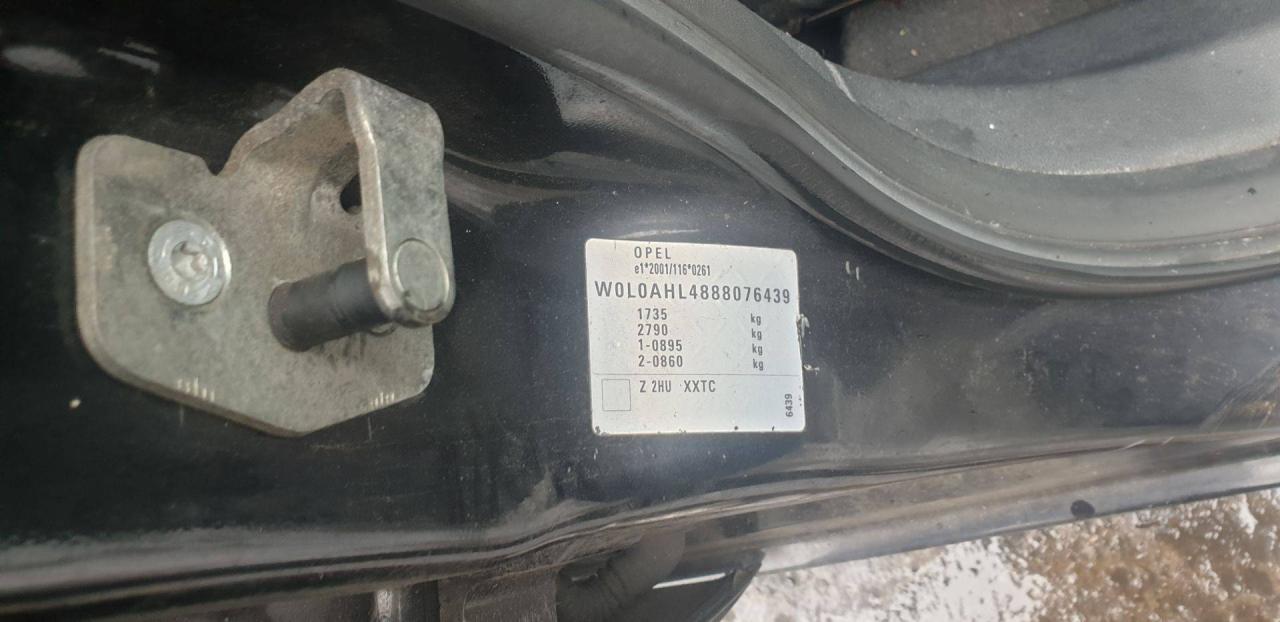 OPEL
e1*2001/116*0261
W0L0AHL4888076439
1735 kg
2790 kg
1-0895 kg
2-0860 kg
Z 2HU XXTC
6439